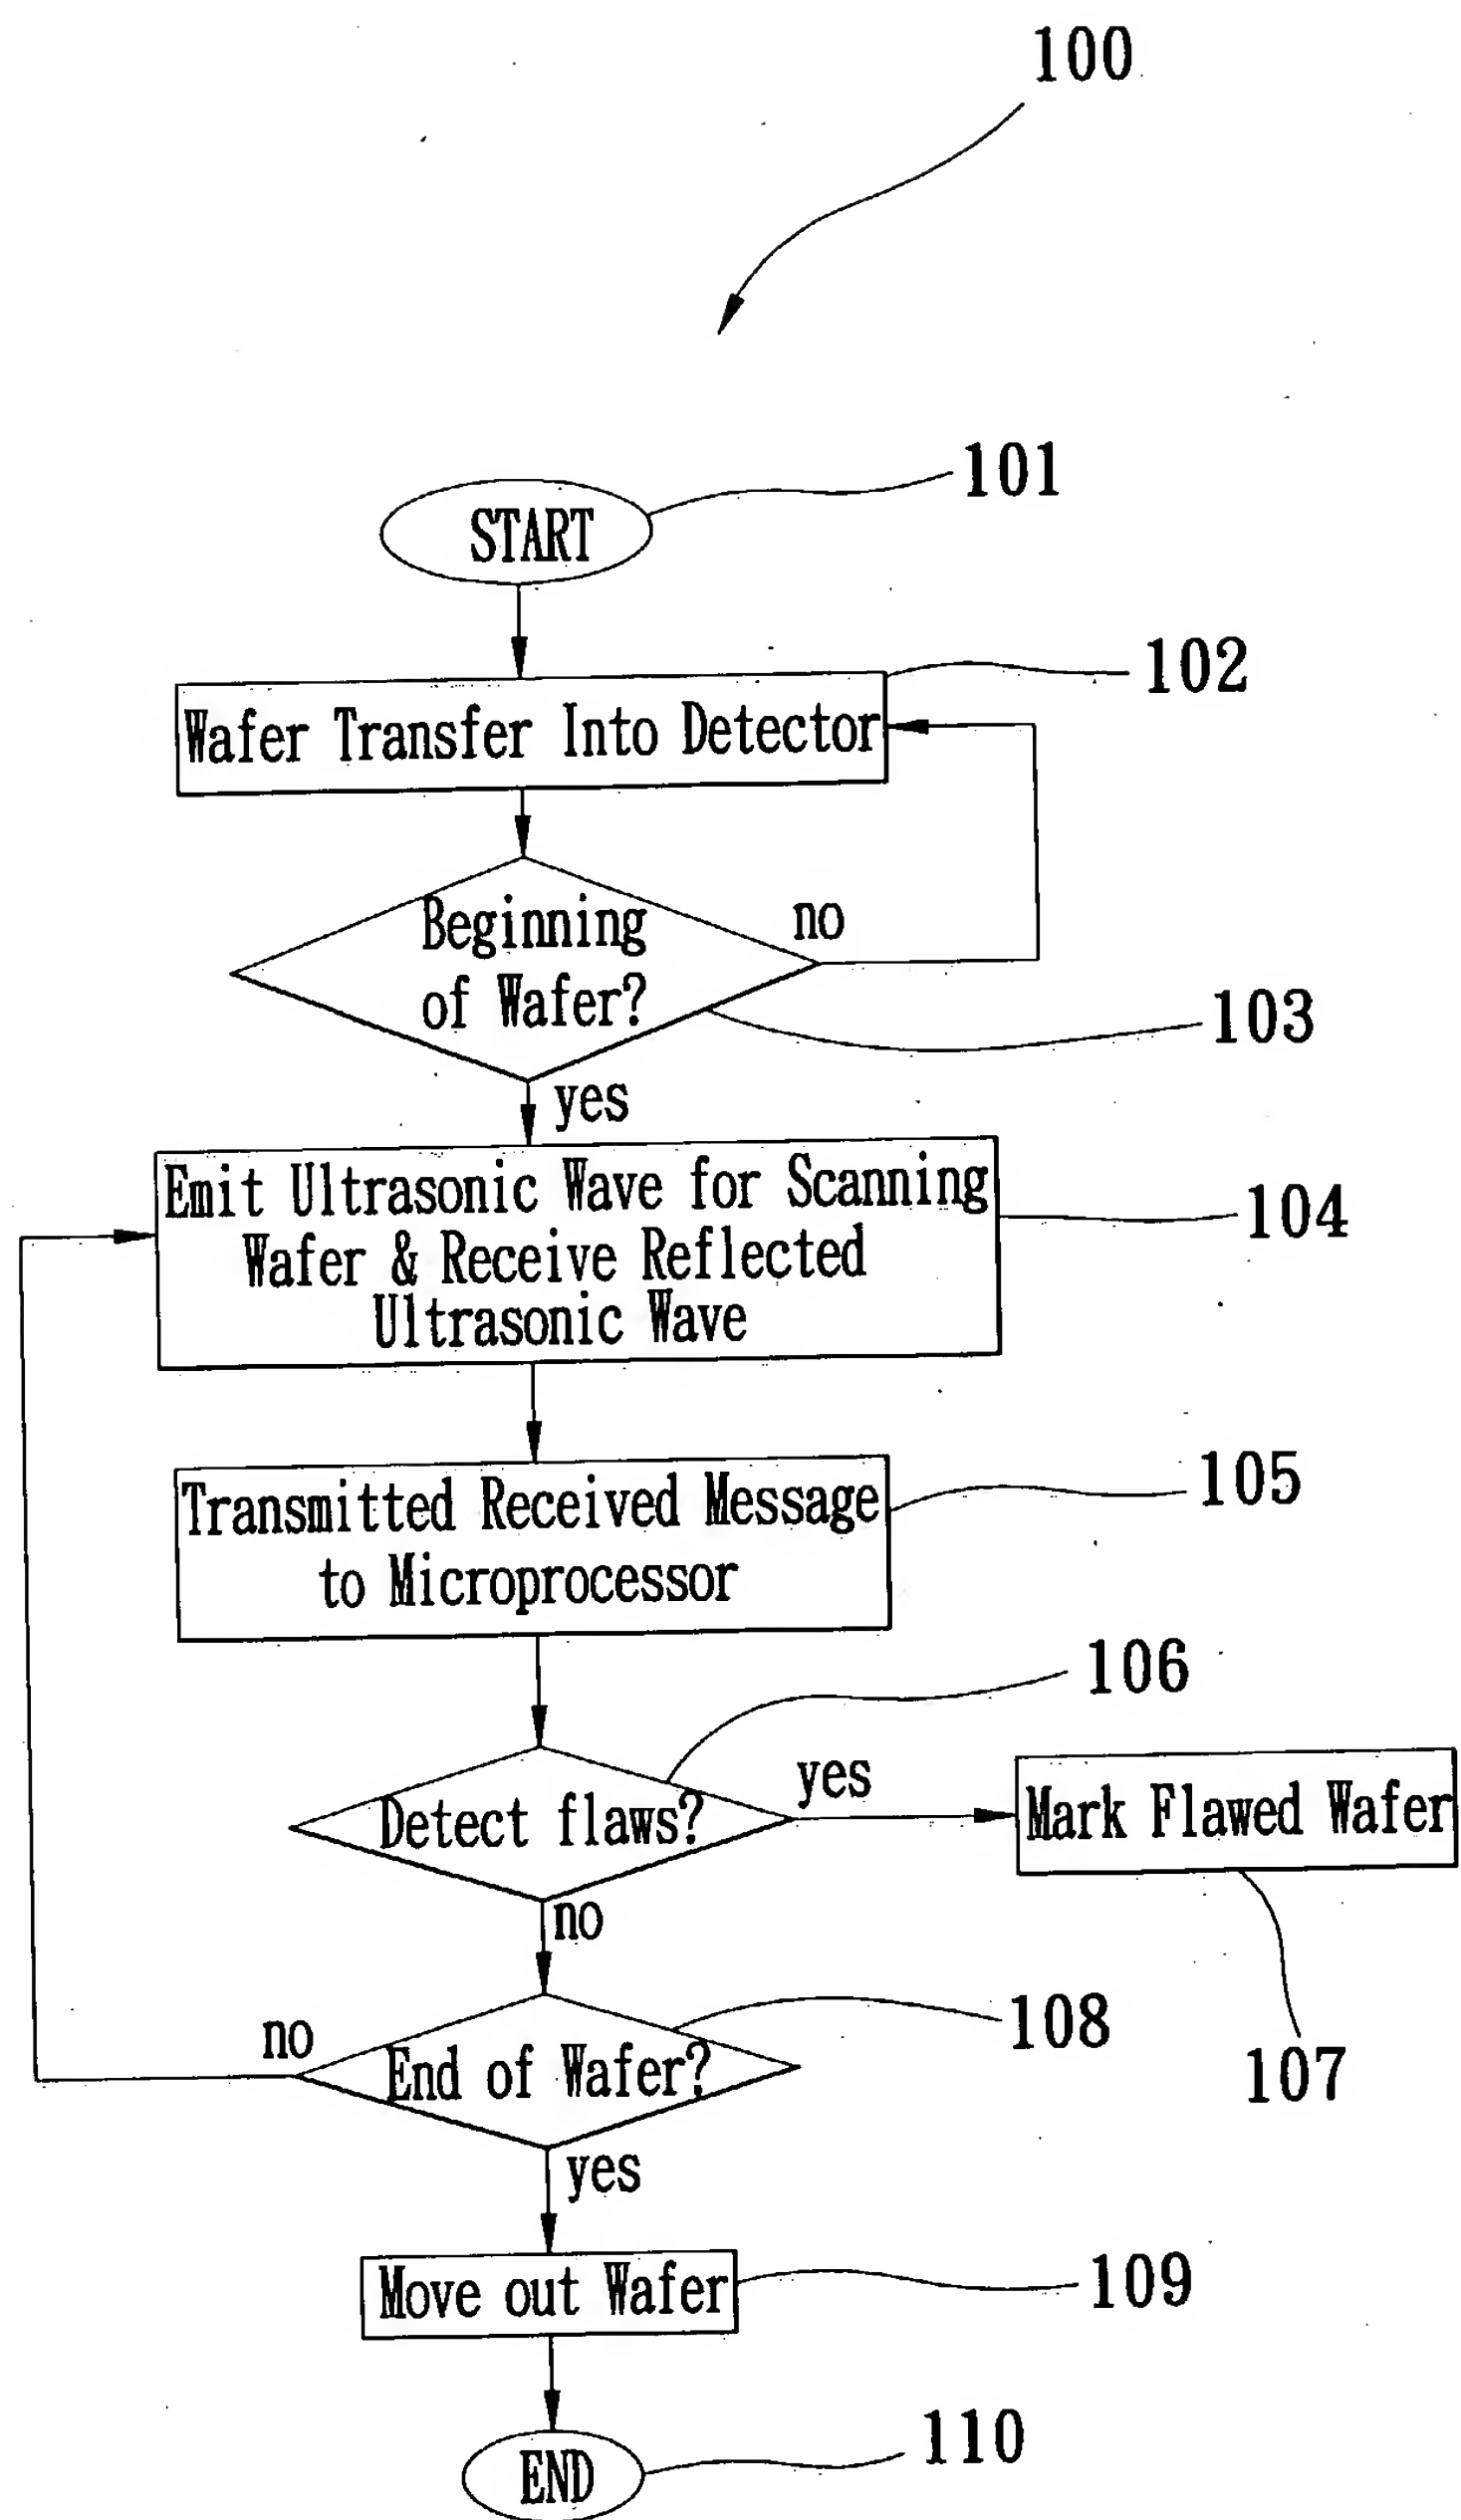 100
101
START
102
Wafer Transfer Into Detector
Beginning
of Wafer?
no
103
yes
Emit Ultrasonic Wave for Scanning
Wafer & Receive Reflected
Ultrasonic Wave
104
Transmitted Received Message
to Microprocessor
105
106
Detect flaws?
yes
Mark Flawed Wafer
107
no
108
End of Wafer?
no
yes
Move out Wafer
109
END
110